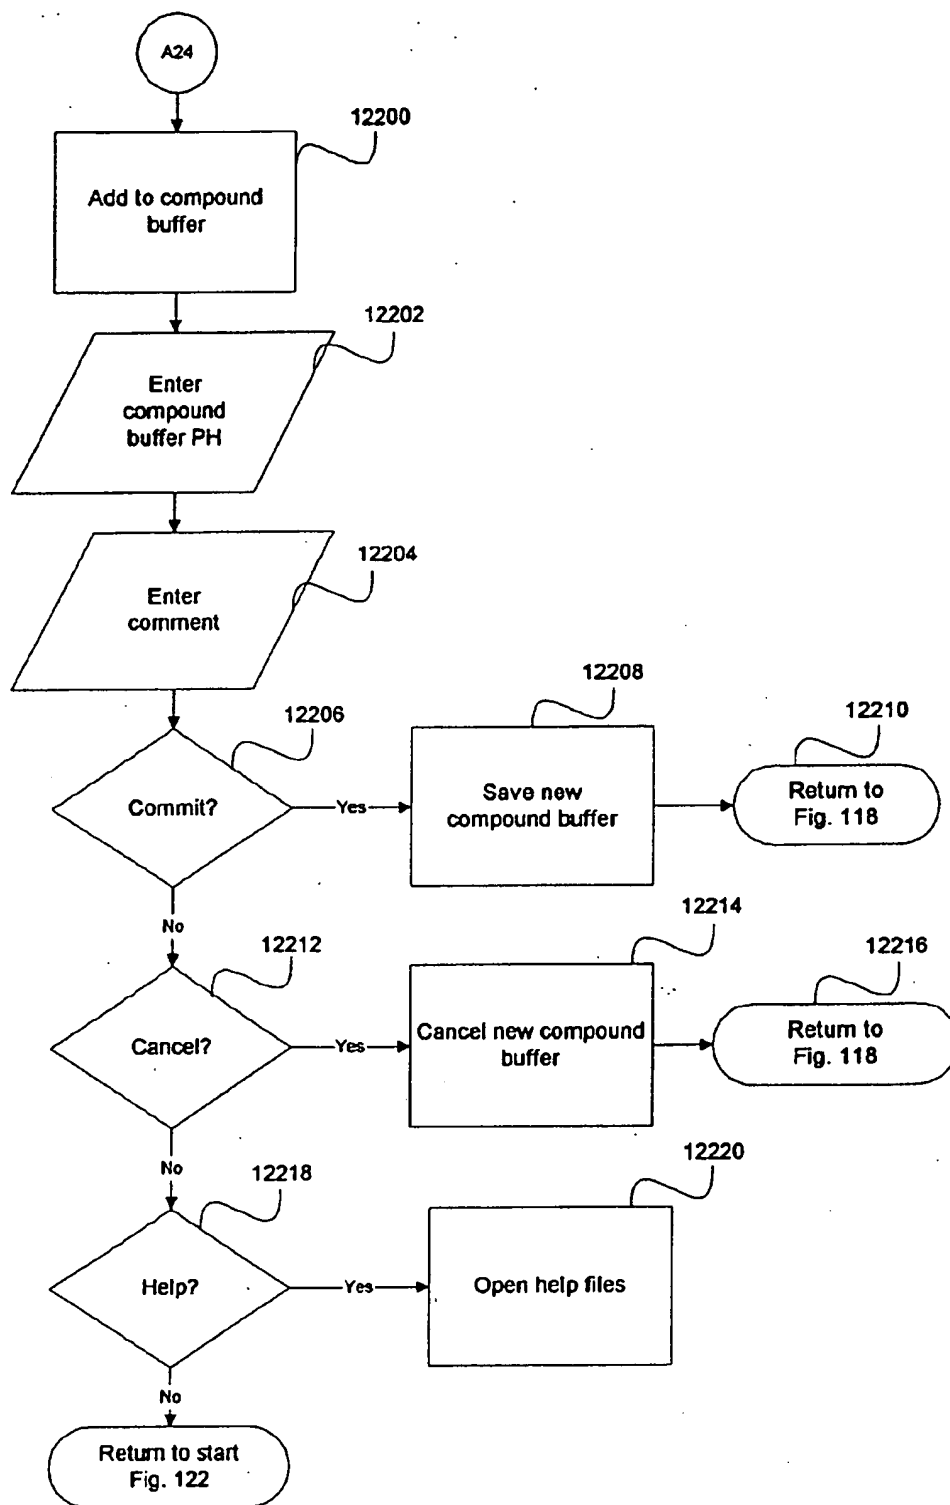 A24
12200
Add to compound
buffer
12202
Enter
compound
buffer PH
12204
Enter
comment
12206
Commit?
Yes
12208
Save new
compound buffer
12210
Return to
Fig. 118
No
12212
Cancel?
Yes
12214
Cancel new compound
buffer
12216
Return to
Fig. 118
No
12218
Help?
Yes
12220
Open help files
No
Return to start
Fig. 122